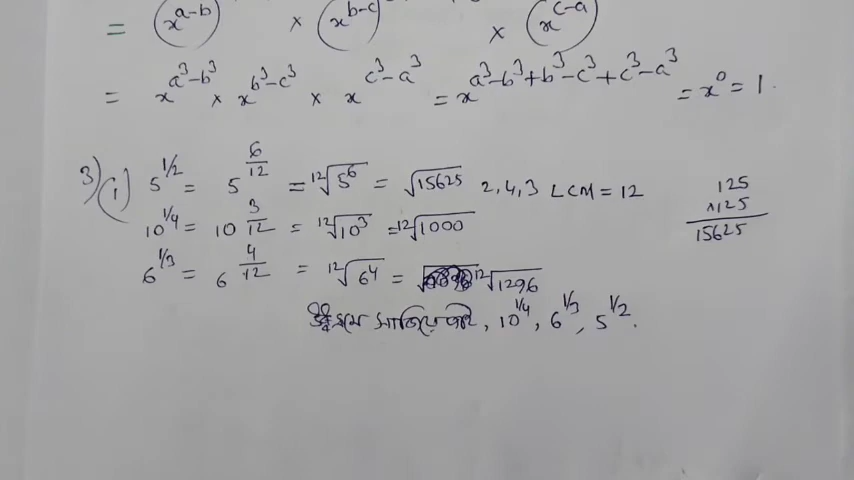 = x^{a-b} × x^{b-c} × x^{c-a}
= x^{a³-b³} × x^{b³-c³} × x^{c³-a³} = x^{a³-b³+b³-c³+c³-a³} = x⁰ = 1.
3) (i) 5^{1/2} = 5^{6/12} = ¹²√5⁶ = √15625 2, 4, 3 LCM = 12
10^{1/4} = 10^{3/12} = ¹²√10³ = ¹²√1000
6^{1/3} = 6^{4/12} = ¹²√6⁴ = ¹²√1296
সাজিয়ে পাই, 10^{1/4}, 6^{1/3}, 5^{1/2}.
125
×125
15625